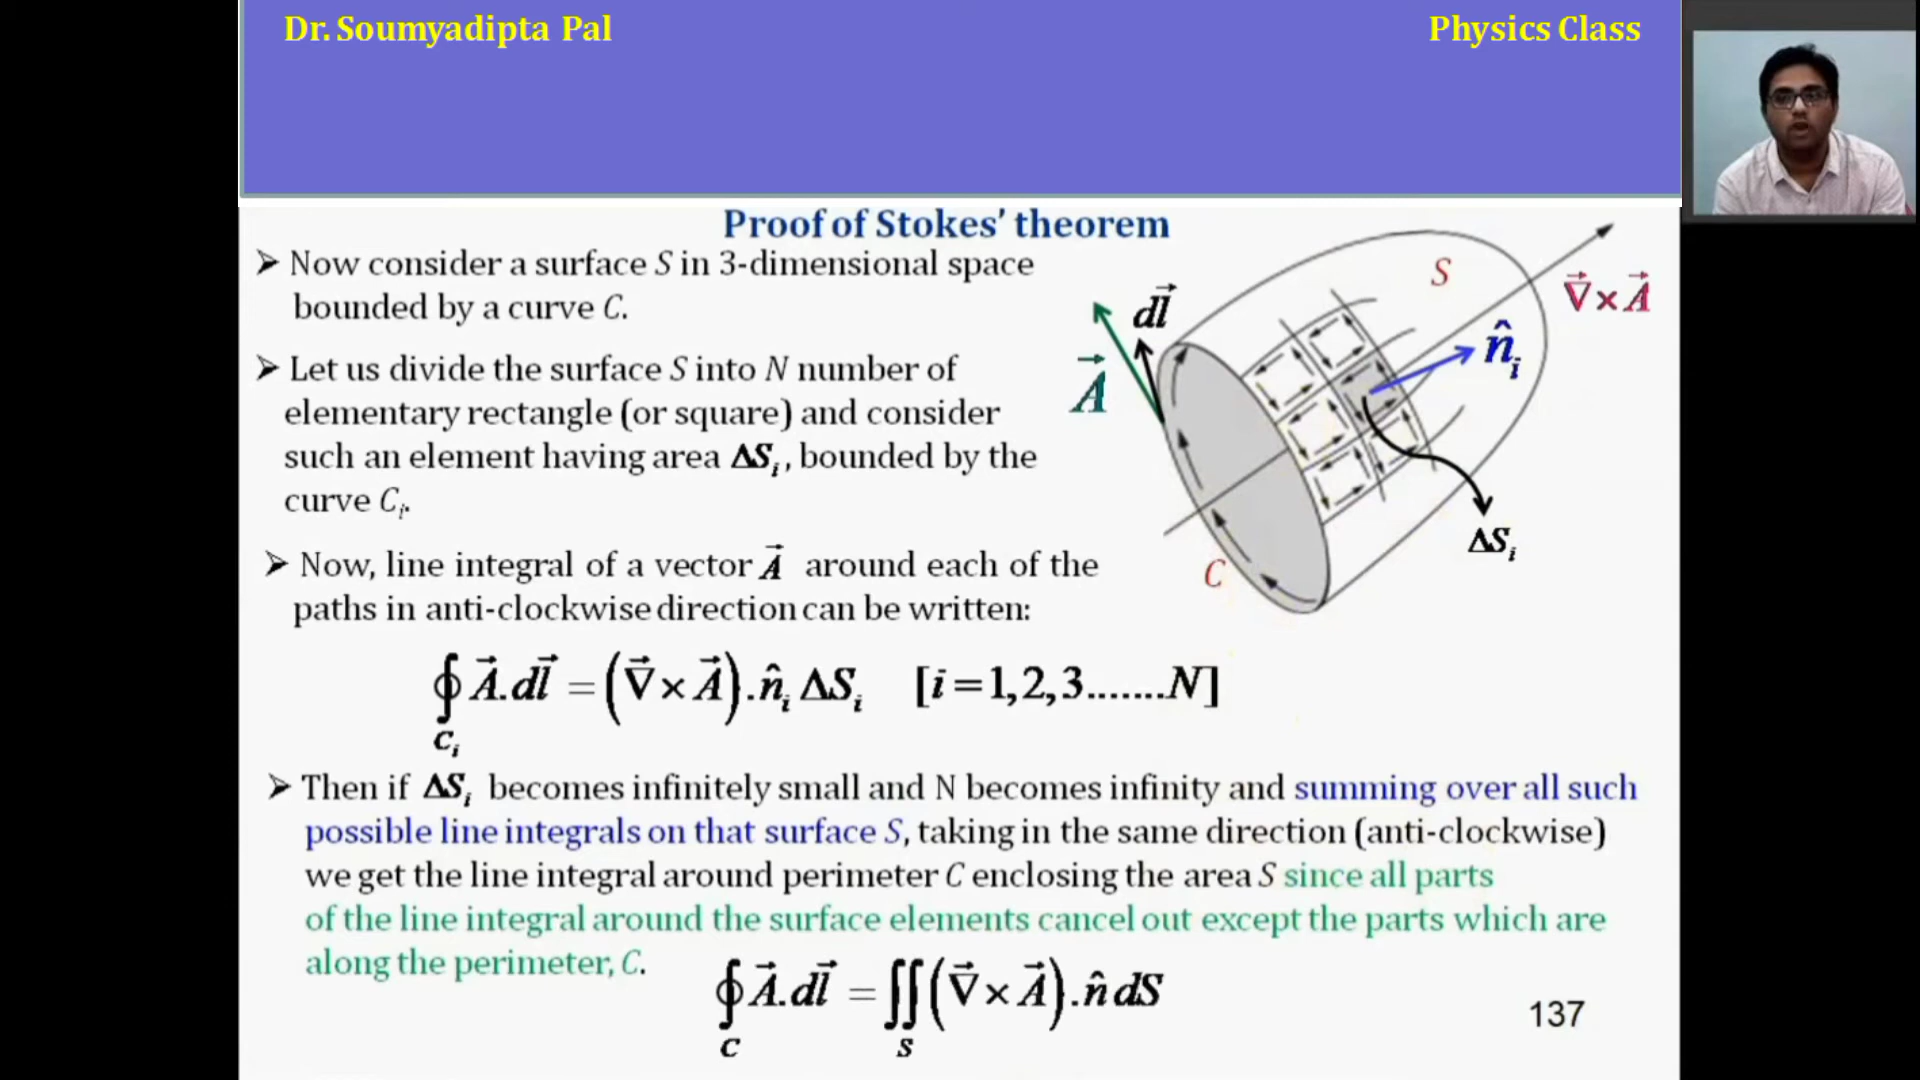 Dr. Soumyadipta Pal
Physics Class
Proof of Stokes' theorem
➢ Now consider a surface S in 3-dimensional space
bounded by a curve C.
➢ Let us divide the surface S into N number of
elementary rectangle (or square) and consider
such an element having area ΔSᵢ, bounded by the
curve Cᵢ.
➢ Now, line integral of a vector A⃗ around each of the
paths in anti-clockwise direction can be written:
∮_{Cᵢ} A⃗.dl⃗ = (∇⃗×A⃗).n̂ᵢ ΔSᵢ [i=1,2,3.......N]
➢ Then if ΔSᵢ becomes infinitely small and N becomes infinity and summing over all such
possible line integrals on that surface S, taking in the same direction (anti-clockwise)
we get the line integral around perimeter C enclosing the area S since all parts
of the line integral around the surface elements cancel out except the parts which are
along the perimeter, C.
∮_C A⃗.dl⃗ = ∬_S (∇⃗×A⃗).n̂ dS
S
∇⃗×A⃗
dl⃗
n̂ᵢ
A⃗
ΔSᵢ
C
137